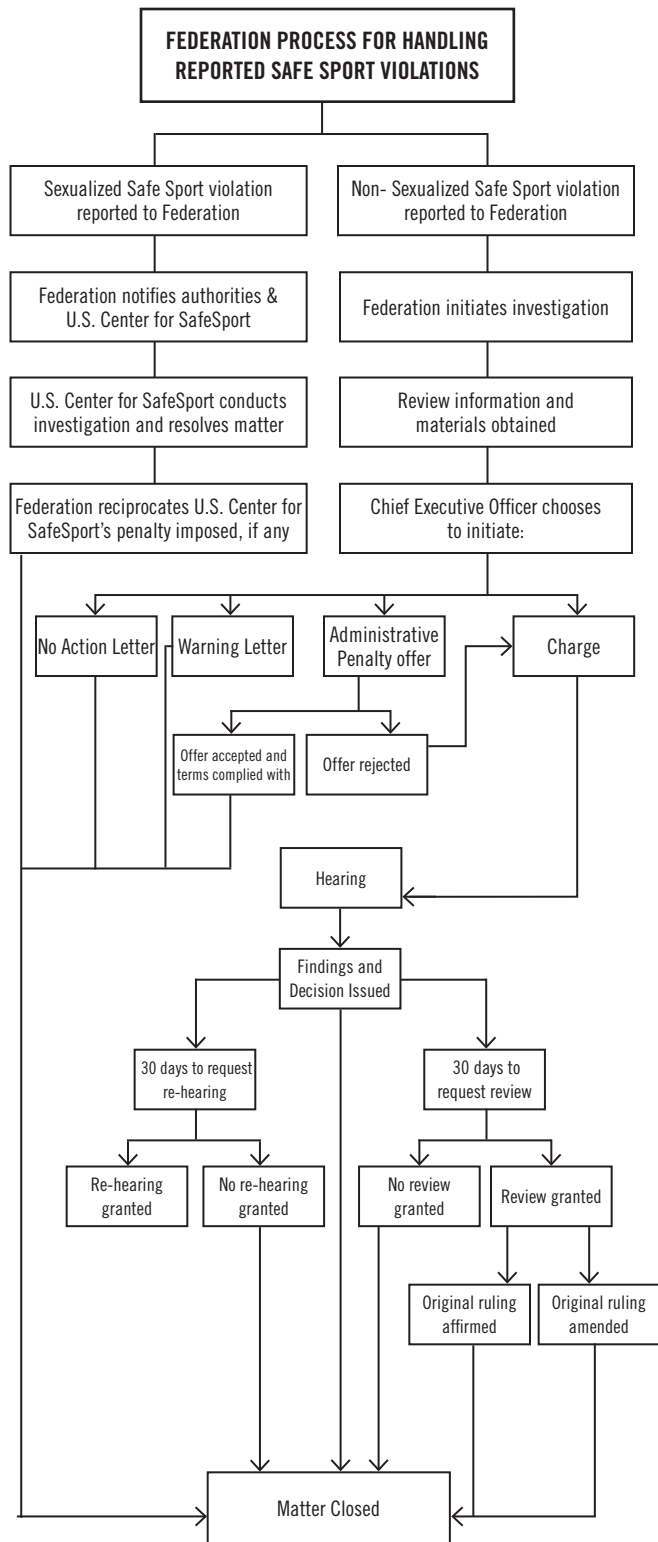 FEDERATION PROCESS FOR HANDLING
REPORTED SAFE SPORT VIOLATIONS
Sexualized Safe Sport violation
reported to Federation
Non- Sexualized Safe Sport violation
reported to Federation
Federation notifies authorities &
U.S. Center for SafeSport
Federation initiates investigation
U.S. Center for SafeSport conducts
investigation and resolves matter
Review information and
materials obtained
Federation reciprocates U.S. Center for
SafeSport's penalty imposed, if any
Chief Executive Officer chooses
to initiate:
No Action Letter
Warning Letter
Administrative
Penalty offer
Charge
Offer accepted and
terms complied with
Offer rejected
Hearing
Findings and
Decision Issued
30 days to request
re-hearing
30 days to
request review
Re-hearing
granted
No re-hearing
granted
No review
granted
Review granted
Original ruling
affirmed
Original ruling
amended
Matter Closed